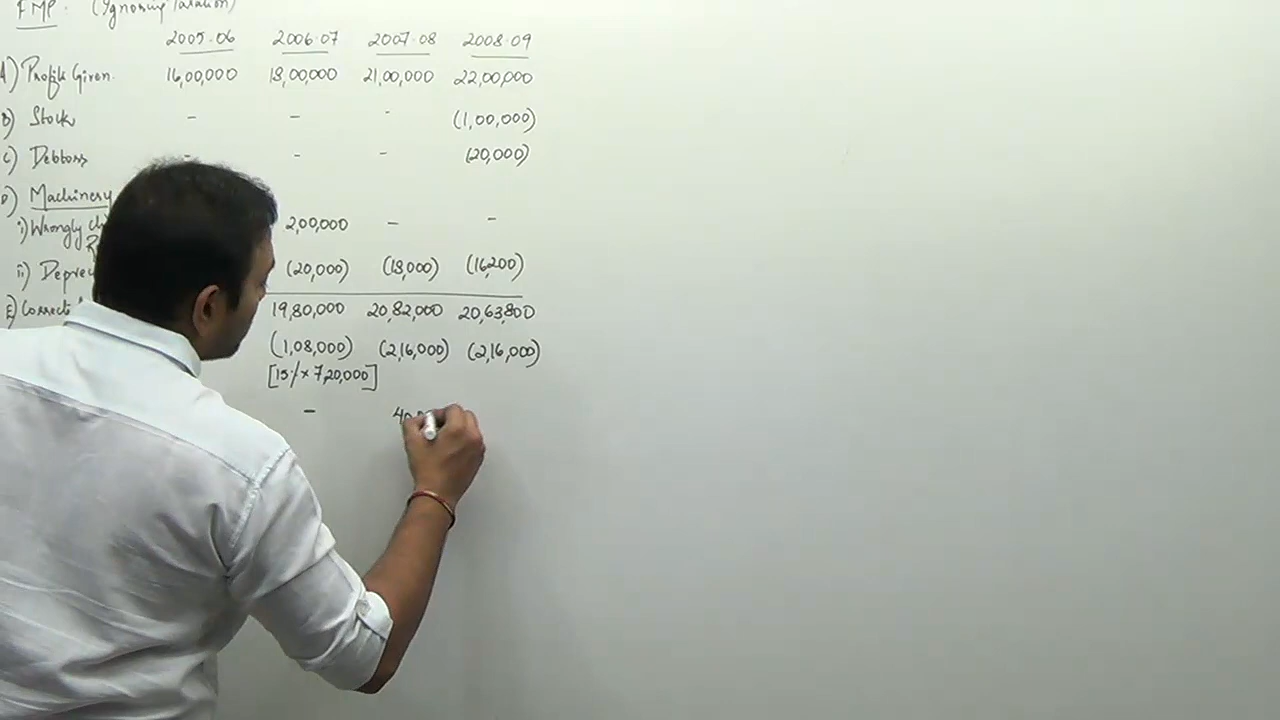 FMP. (Ignoring Taxation)
2005-06 2006-07 2007-08 2008-09
A) Profit Given. 16,00,000 18,00,000 21,00,000 22,00,000
B) Stock - - - (1,00,000)
C) Debtors - - - (20,000)
D) Machinery
i) Wrongly 2,00,000 - -
ii) (20,000) (18,000) (16,200)
E) 19,80,000 20,82,000 20,63,800
(1,08,000) (2,16,000) (2,16,000)
[15% × 7,20,000]
-